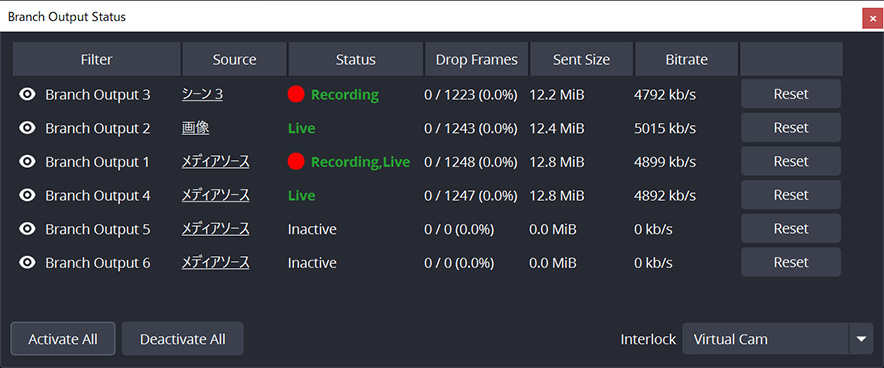 Branch Output Status
Filter Source Status Drop Frames Sent Size Bitrate
Branch Output 3 シーン 3 Recording 0 / 1223 (0.0%) 12.2 MiB 4792 kb/s Reset
Branch Output 2 画像 Live 0 / 1243 (0.0%) 12.4 MiB 5015 kb/s Reset
Branch Output 1 メディアソース Recording,Live 0 / 1248 (0.0%) 12.8 MiB 4899 kb/s Reset
Branch Output 4 メディアソース Live 0 / 1247 (0.0%) 12.8 MiB 4892 kb/s Reset
Branch Output 5 メディアソース Inactive 0 / 0 (0.0%) 0.0 MiB 0 kb/s Reset
Branch Output 6 メディアソース Inactive 0 / 0 (0.0%) 0.0 MiB 0 kb/s Reset
Activate All Deactivate All Interlock Virtual Cam